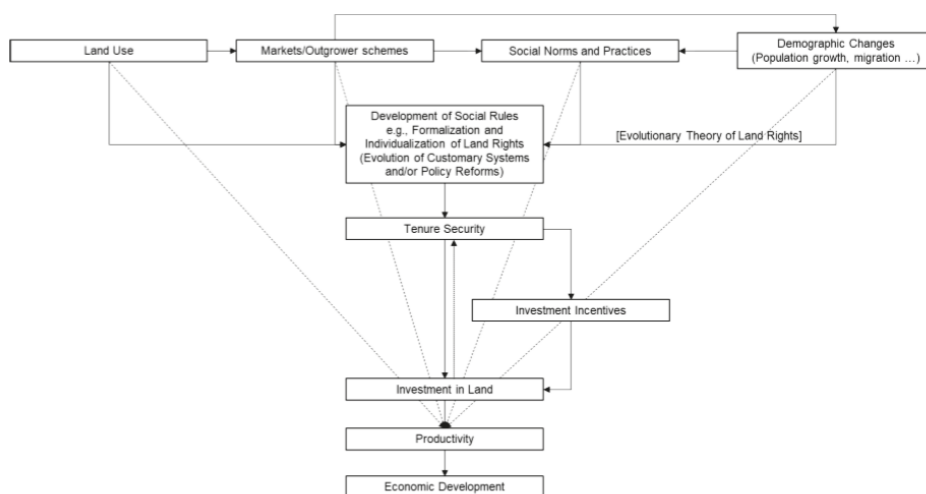 Land Use
Markets/Outgrower schemes
Social Norms and Practices
Demographic Changes
(Population growth, migration ...)
Development of Social Rules
e.g., Formalization and
Individualization of Land Rights
(Evolution of Customary Systems
and/or Policy Reforms)
[Evolutionary Theory of Land Rights]
Tenure Security
Investment Incentives
Investment in Land
Productivity
Economic Development